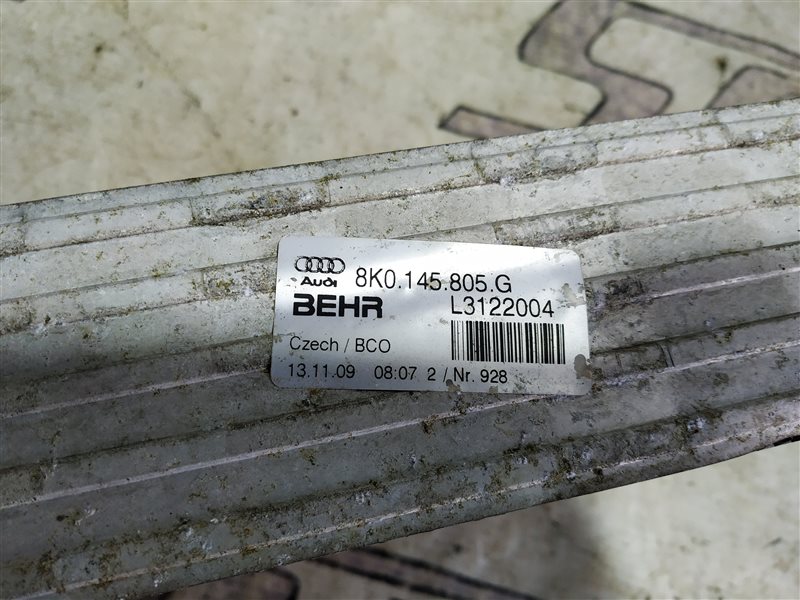 Audi 8K0.145.805.G
BEHR L3122004
Czech / BCO
13.11.09 08:07 2 / Nr. 928